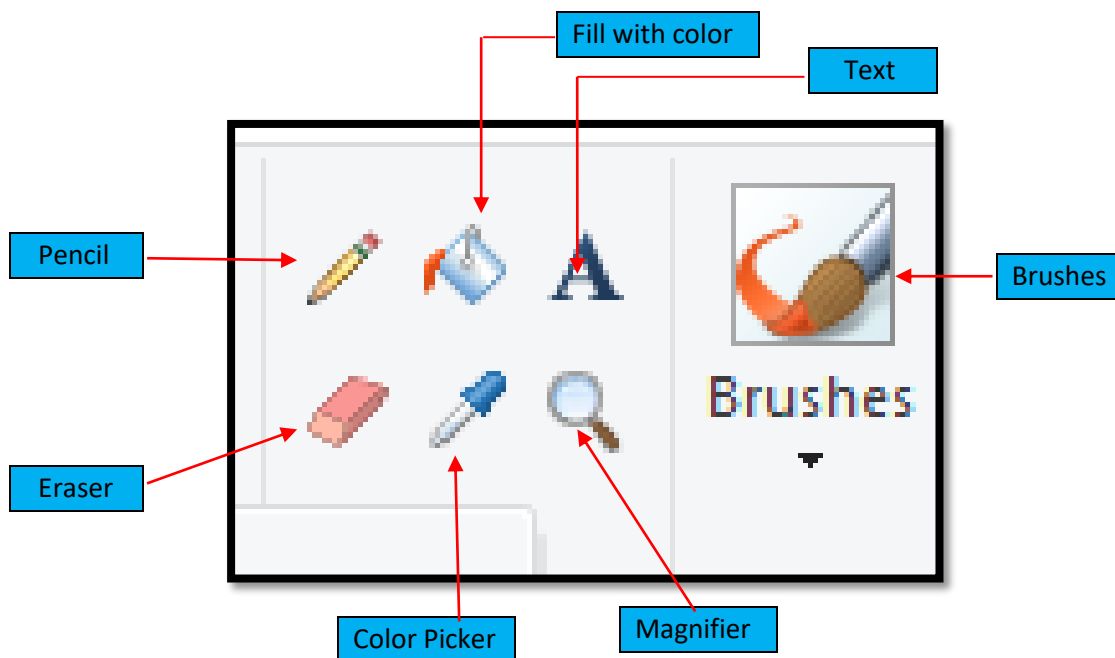 Fill with color
Text
Pencil
Brushes
Brushes
Eraser
Color Picker
Magnifier